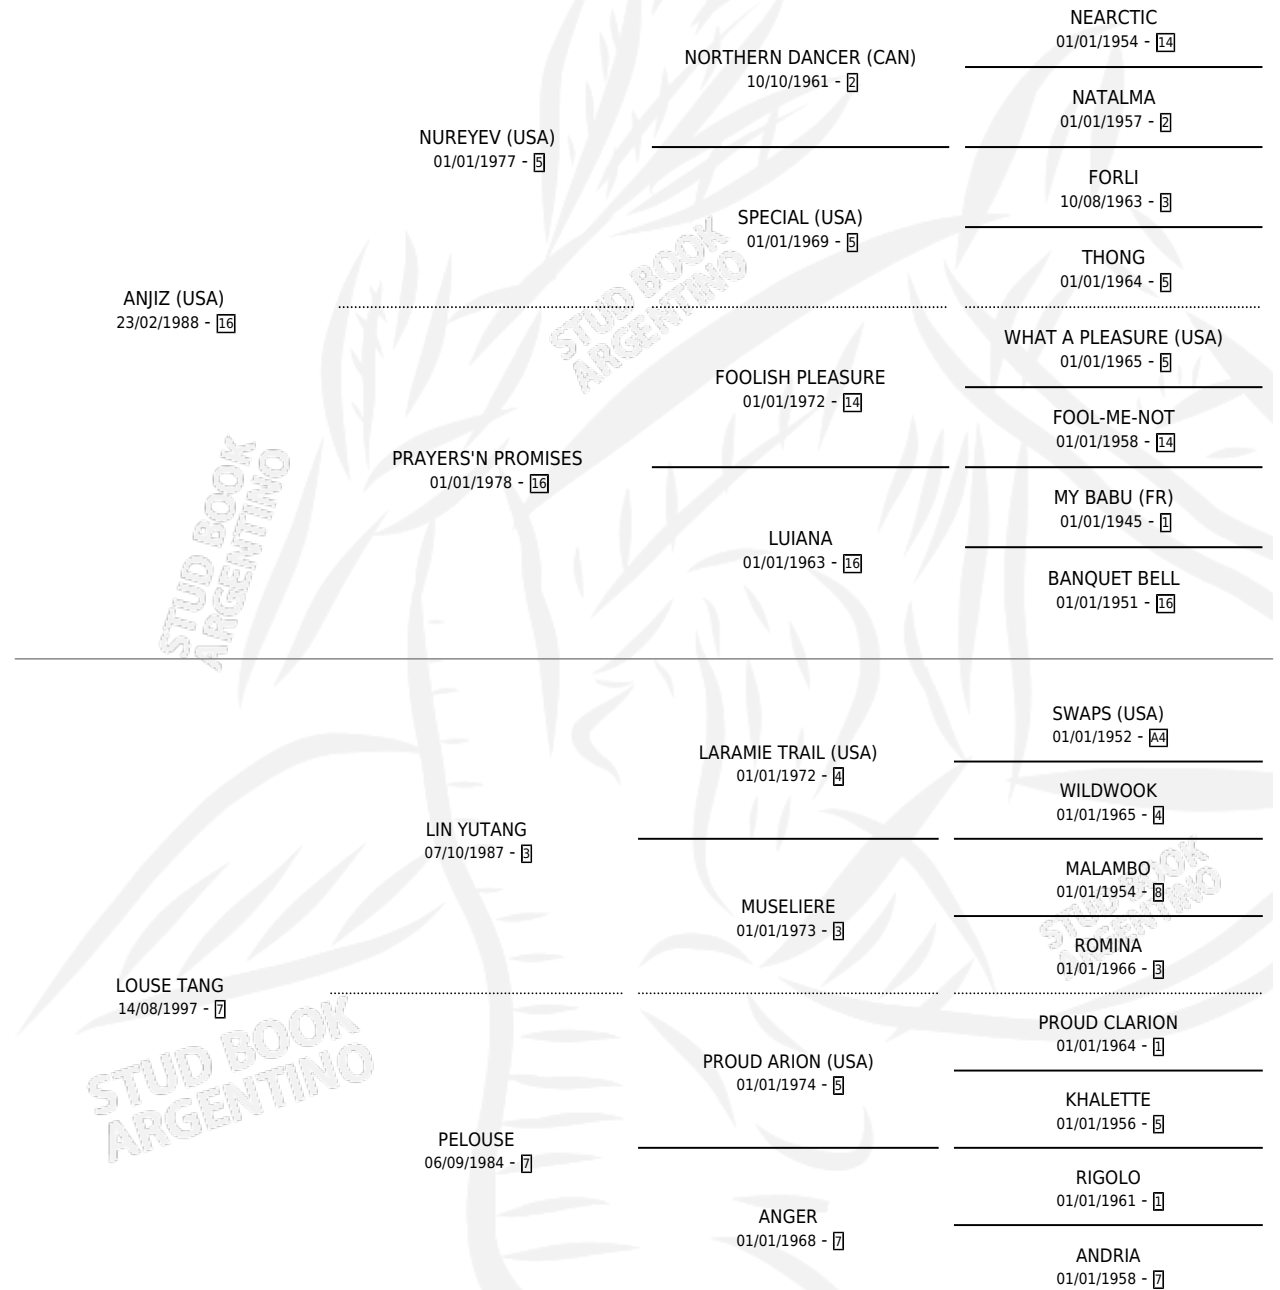 NEARCTIC
01/01/1954 - 14
NORTHERN DANCER (CAN)
10/10/1961 - 2
NATALMA
01/01/1957 - 2
NUREYEV (USA)
01/01/1977 - 5
FORLI
10/08/1963 - 3
SPECIAL (USA)
01/01/1969 - 5
THONG
01/01/1964 - 5
ANJIZ (USA)
23/02/1988 - 16
WHAT A PLEASURE (USA)
01/01/1965 - 5
FOOLISH PLEASURE
01/01/1972 - 14
FOOL-ME-NOT
01/01/1958 - 14
PRAYERS'N PROMISES
01/01/1978 - 16
MY BABU (FR)
01/01/1945 - 1
LUIANA
01/01/1963 - 16
BANQUET BELL
01/01/1951 - 16
SWAPS (USA)
01/01/1952 - A4
LARAMIE TRAIL (USA)
01/01/1972 - 4
WILDWOOK
01/01/1965 - 4
LIN YUTANG
07/10/1987 - 3
MALAMBO
01/01/1954 - 8
MUSELIERE
01/01/1973 - 3
ROMINA
01/01/1966 - 3
LOUSE TANG
14/08/1997 - 7
PROUD CLARION
01/01/1964 - 1
PROUD ARION (USA)
01/01/1974 - 5
KHALETTE
01/01/1956 - 5
PELOUSE
06/09/1984 - 7
RIGOLO
01/01/1961 - 1
ANGER
01/01/1968 - 7
ANDRIA
01/01/1958 - 7
STUD BOOK
ARGENTINO
STUD BOOK
ARGENTINO
STUD BOOK
ARGENTINO
STUD BOOK
ARGENTINO